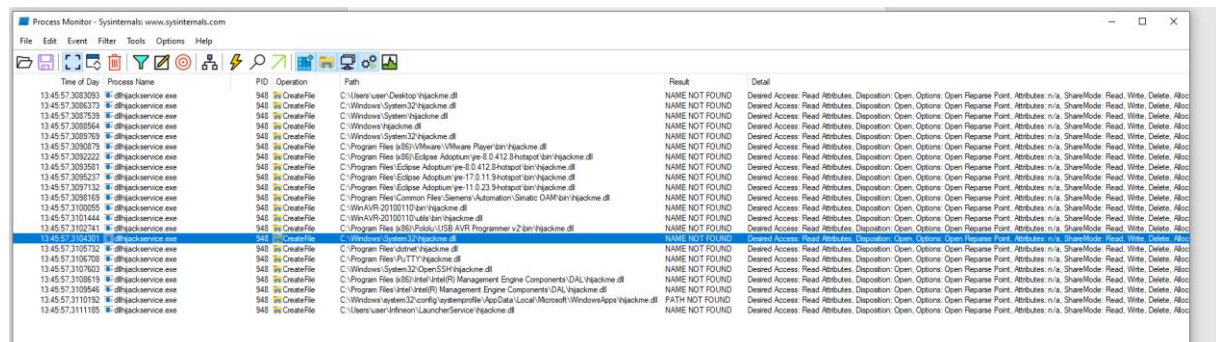 Process Monitor - Sysinternals: www.sysinternals.com
File Edit Event Filter Tools Options Help
Time of Day Process Name PID Operation Path Result Detail
13:45:57,3083093 dllhijackservice.exe 948 CreateFile C:\Users\user\Desktop\hijackme.dll NAME NOT FOUND Desired Access: Read Attributes, Disposition: Open, Options: Open Reparse Point, Attributes: n/a, ShareMode: Read, Write, Delete, Alloc
13:45:57,3086373 dllhijackservice.exe 948 CreateFile C:\Windows\System32\hijackme.dll NAME NOT FOUND Desired Access: Read Attributes, Disposition: Open, Options: Open Reparse Point, Attributes: n/a, ShareMode: Read, Write, Delete, Alloc
13:45:57,3087539 dllhijackservice.exe 948 CreateFile C:\Windows\System\hijackme.dll NAME NOT FOUND Desired Access: Read Attributes, Disposition: Open, Options: Open Reparse Point, Attributes: n/a, ShareMode: Read, Write, Delete, Alloc
13:45:57,3088564 dllhijackservice.exe 948 CreateFile C:\Windows\hijackme.dll NAME NOT FOUND Desired Access: Read Attributes, Disposition: Open, Options: Open Reparse Point, Attributes: n/a, ShareMode: Read, Write, Delete, Alloc
13:45:57,3089769 dllhijackservice.exe 948 CreateFile C:\Windows\System32\hijackme.dll NAME NOT FOUND Desired Access: Read Attributes, Disposition: Open, Options: Open Reparse Point, Attributes: n/a, ShareMode: Read, Write, Delete, Alloc
13:45:57,3090879 dllhijackservice.exe 948 CreateFile C:\Program Files (x86)\VMware\VMware Player\bin\hijackme.dll NAME NOT FOUND Desired Access: Read Attributes, Disposition: Open, Options: Open Reparse Point, Attributes: n/a, ShareMode: Read, Write, Delete, Alloc
13:45:57,3092222 dllhijackservice.exe 948 CreateFile C:\Program Files (x86)\Eclipse Adoptium\jre-8.0.412.8-hotspot\bin\hijackme.dll NAME NOT FOUND Desired Access: Read Attributes, Disposition: Open, Options: Open Reparse Point, Attributes: n/a, ShareMode: Read, Write, Delete, Alloc
13:45:57,3093581 dllhijackservice.exe 948 CreateFile C:\Program Files\Eclipse Adoptium\jre-8.0.412.8-hotspot\bin\hijackme.dll NAME NOT FOUND Desired Access: Read Attributes, Disposition: Open, Options: Open Reparse Point, Attributes: n/a, ShareMode: Read, Write, Delete, Alloc
13:45:57,3095237 dllhijackservice.exe 948 CreateFile C:\Program Files\Eclipse Adoptium\jre-17.0.11.9-hotspot\bin\hijackme.dll NAME NOT FOUND Desired Access: Read Attributes, Disposition: Open, Options: Open Reparse Point, Attributes: n/a, ShareMode: Read, Write, Delete, Alloc
13:45:57,3097132 dllhijackservice.exe 948 CreateFile C:\Program Files\Eclipse Adoptium\jre-11.0.23.9-hotspot\bin\hijackme.dll NAME NOT FOUND Desired Access: Read Attributes, Disposition: Open, Options: Open Reparse Point, Attributes: n/a, ShareMode: Read, Write, Delete, Alloc
13:45:57,3098169 dllhijackservice.exe 948 CreateFile C:\Program Files\Common Files\Siemens\Automation\Simatic OAM\bin\hijackme.dll NAME NOT FOUND Desired Access: Read Attributes, Disposition: Open, Options: Open Reparse Point, Attributes: n/a, ShareMode: Read, Write, Delete, Alloc
13:45:57,3100055 dllhijackservice.exe 948 CreateFile C:\WinAVR-20100110\bin\hijackme.dll NAME NOT FOUND Desired Access: Read Attributes, Disposition: Open, Options: Open Reparse Point, Attributes: n/a, ShareMode: Read, Write, Delete, Alloc
13:45:57,3101444 dllhijackservice.exe 948 CreateFile C:\WinAVR-20100110\utils\bin\hijackme.dll NAME NOT FOUND Desired Access: Read Attributes, Disposition: Open, Options: Open Reparse Point, Attributes: n/a, ShareMode: Read, Write, Delete, Alloc
13:45:57,3102741 dllhijackservice.exe 948 CreateFile C:\Program Files (x86)\Pololu\USB AVR Programmer v2\bin\hijackme.dll NAME NOT FOUND Desired Access: Read Attributes, Disposition: Open, Options: Open Reparse Point, Attributes: n/a, ShareMode: Read, Write, Delete, Alloc
13:45:57,3104301 dllhijackservice.exe 948 CreateFile C:\Windows\System32\hijackme.dll NAME NOT FOUND Desired Access: Read Attributes, Disposition: Open, Options: Open Reparse Point, Attributes: n/a, ShareMode: Read, Write, Delete, Alloc
13:45:57,3105732 dllhijackservice.exe 948 CreateFile C:\Program Files\dotnet\hijackme.dll NAME NOT FOUND Desired Access: Read Attributes, Disposition: Open, Options: Open Reparse Point, Attributes: n/a, ShareMode: Read, Write, Delete, Alloc
13:45:57,3106708 dllhijackservice.exe 948 CreateFile C:\Program Files\PuTTY\hijackme.dll NAME NOT FOUND Desired Access: Read Attributes, Disposition: Open, Options: Open Reparse Point, Attributes: n/a, ShareMode: Read, Write, Delete, Alloc
13:45:57,3107603 dllhijackservice.exe 948 CreateFile C:\Windows\System32\OpenSSH\hijackme.dll NAME NOT FOUND Desired Access: Read Attributes, Disposition: Open, Options: Open Reparse Point, Attributes: n/a, ShareMode: Read, Write, Delete, Alloc
13:45:57,3108619 dllhijackservice.exe 948 CreateFile C:\Program Files (x86)\Intel\Intel(R) Management Engine Components\DAL\hijackme.dll NAME NOT FOUND Desired Access: Read Attributes, Disposition: Open, Options: Open Reparse Point, Attributes: n/a, ShareMode: Read, Write, Delete, Alloc
13:45:57,3109546 dllhijackservice.exe 948 CreateFile C:\Program Files\Intel\Intel(R) Management Engine Components\DAL\hijackme.dll NAME NOT FOUND Desired Access: Read Attributes, Disposition: Open, Options: Open Reparse Point, Attributes: n/a, ShareMode: Read, Write, Delete, Alloc
13:45:57,3110192 dllhijackservice.exe 948 CreateFile C:\Windows\system32\config\systemprofile\AppData\Local\Microsoft\WindowsApps\hijackme.dll PATH NOT FOUND Desired Access: Read Attributes, Disposition: Open, Options: Open Reparse Point, Attributes: n/a, ShareMode: Read, Write, Delete, Alloc
13:45:57,3111185 dllhijackservice.exe 948 CreateFile C:\Users\user\Infineon\LauncherService\hijackme.dll NAME NOT FOUND Desired Access: Read Attributes, Disposition: Open, Options: Open Reparse Point, Attributes: n/a, ShareMode: Read, Write, Delete, Alloc